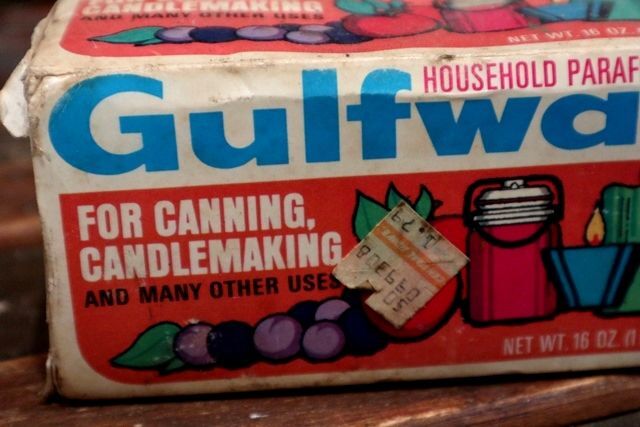 CANDLEMAKING
AND MANY OTHER USES
NET WT. 16 OZ.
HOUSEHOLD PARAF
Gulfwa
FOR CANNING,
CANDLEMAKING
AND MANY OTHER USES
NET WT. 16 OZ. (1